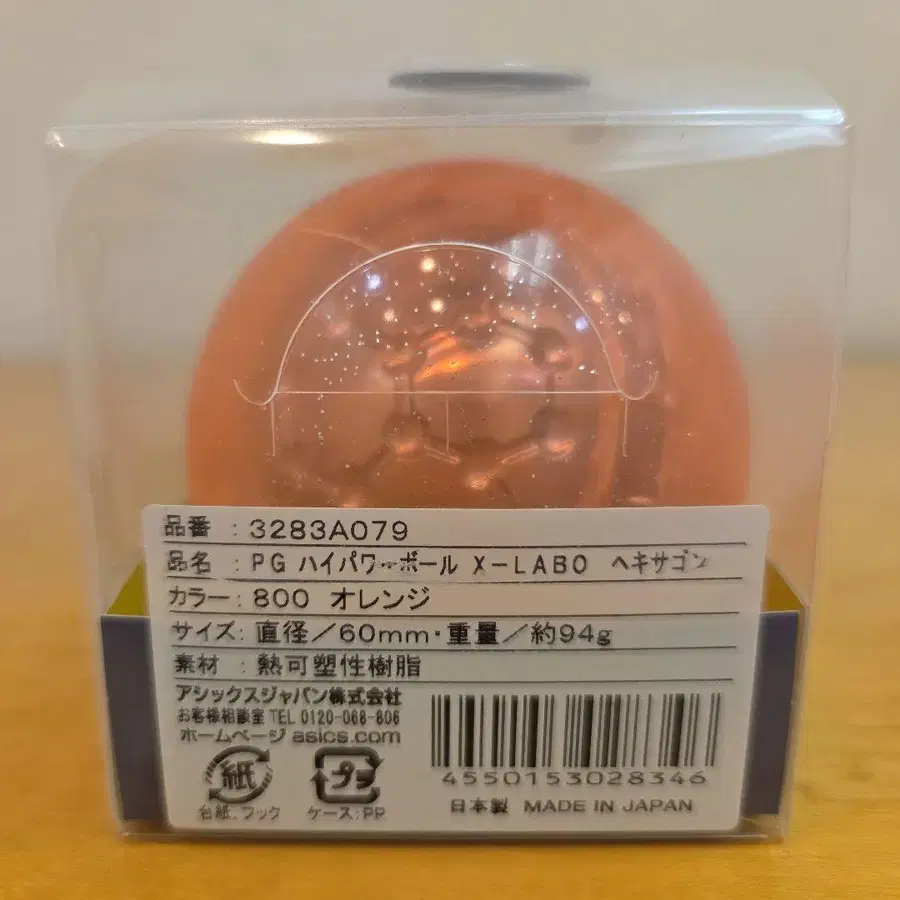 品番 : 3283A079
品名 : PG ハイパワーボール X-LABO ヘキサゴン
カラー: 800 オレンジ
サイズ: 直径/60mm・重量/約94g
素材 : 熱可塑性樹脂
アシックスジャパン株式会社
お客様相談室 TEL 0120-068-806
ホームページ asics.com
紙
台紙、フック
プラ
ケース:PP
4550153028346
日本製 MADE IN JAPAN